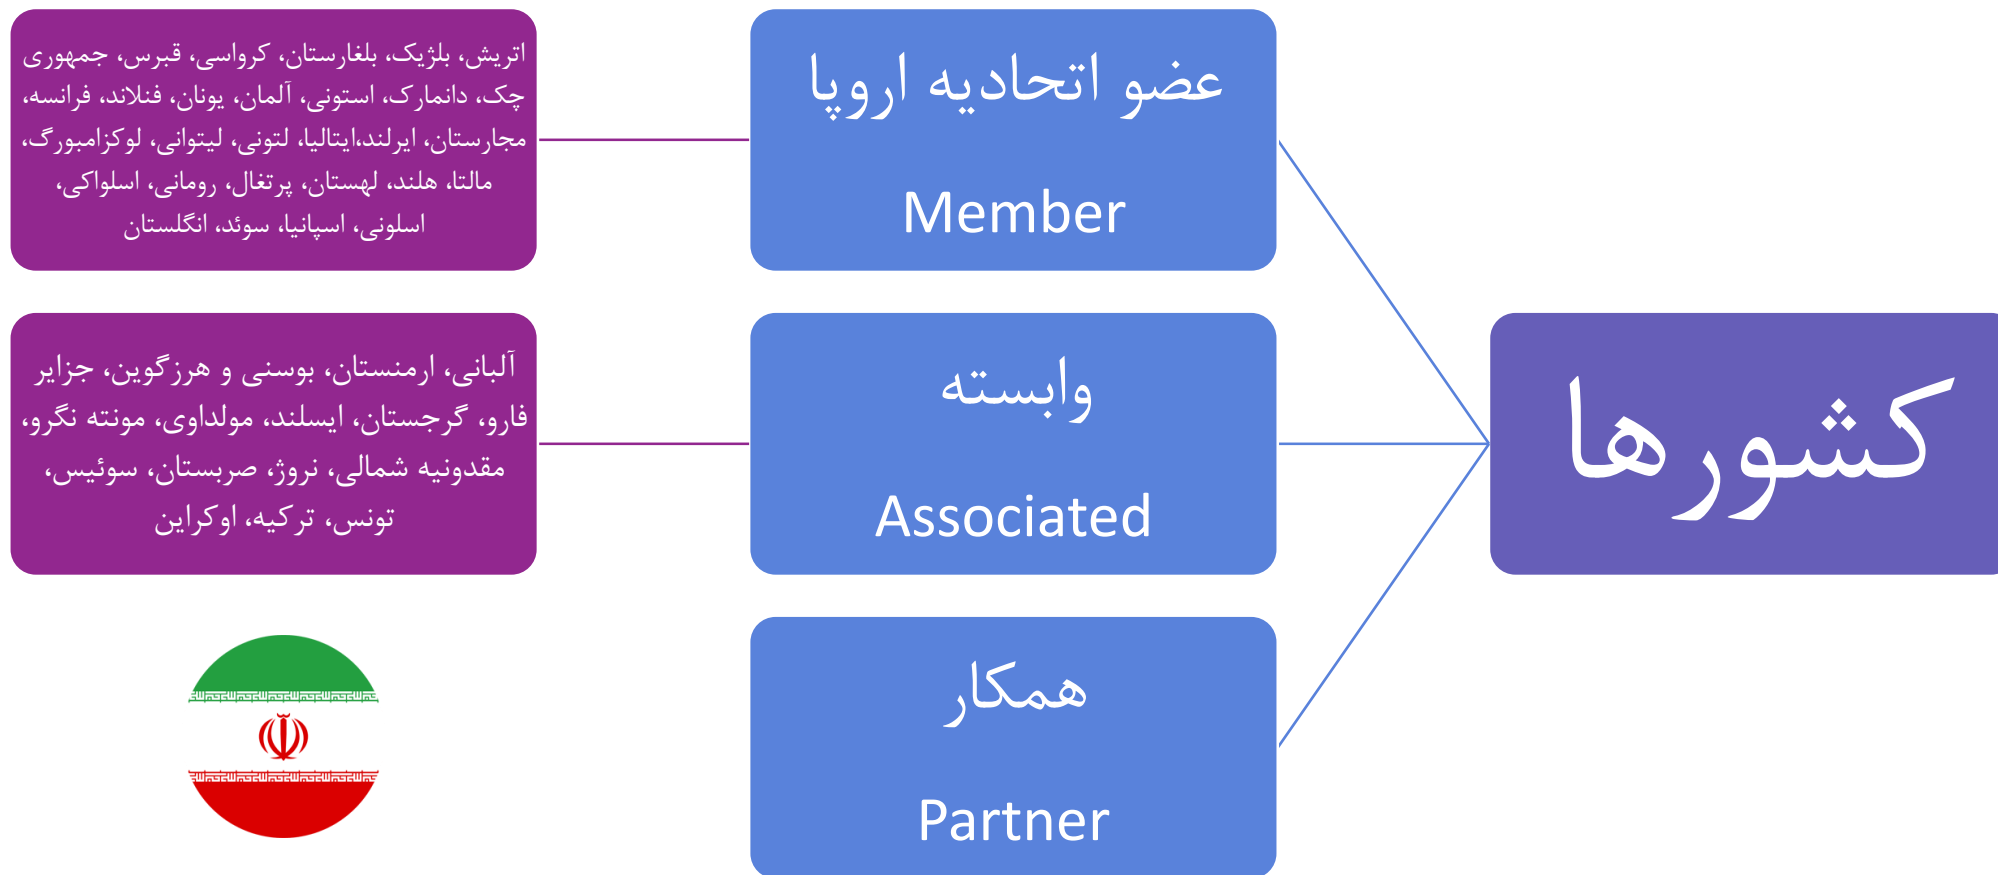 کشورها
عضو اتحادیه اروپا
Member
اتریش، بلژیک، بلغارستان، کرواسی، قبرس، جمهوری
چک، دانمارک، استونی، آلمان، یونان، فنلاند، فرانسه،
مجارستان، ایرلند،ایتالیا، لتونی، لیتوانی، لوکزامبورگ،
مالتا، هلند، لهستان، پرتغال، رومانی، اسلواکی،
اسلونی، اسپانیا، سوئد، انگلستان
وابسته
Associated
آلبانی، ارمنستان، بوسنی و هرزگوین، جزایر
فارو، گرجستان، ایسلند، مولداوی، مونته نگرو،
مقدونیه شمالی، نروژ، صربستان، سوئیس،
تونس، ترکیه، اوکراین
همکار
Partner